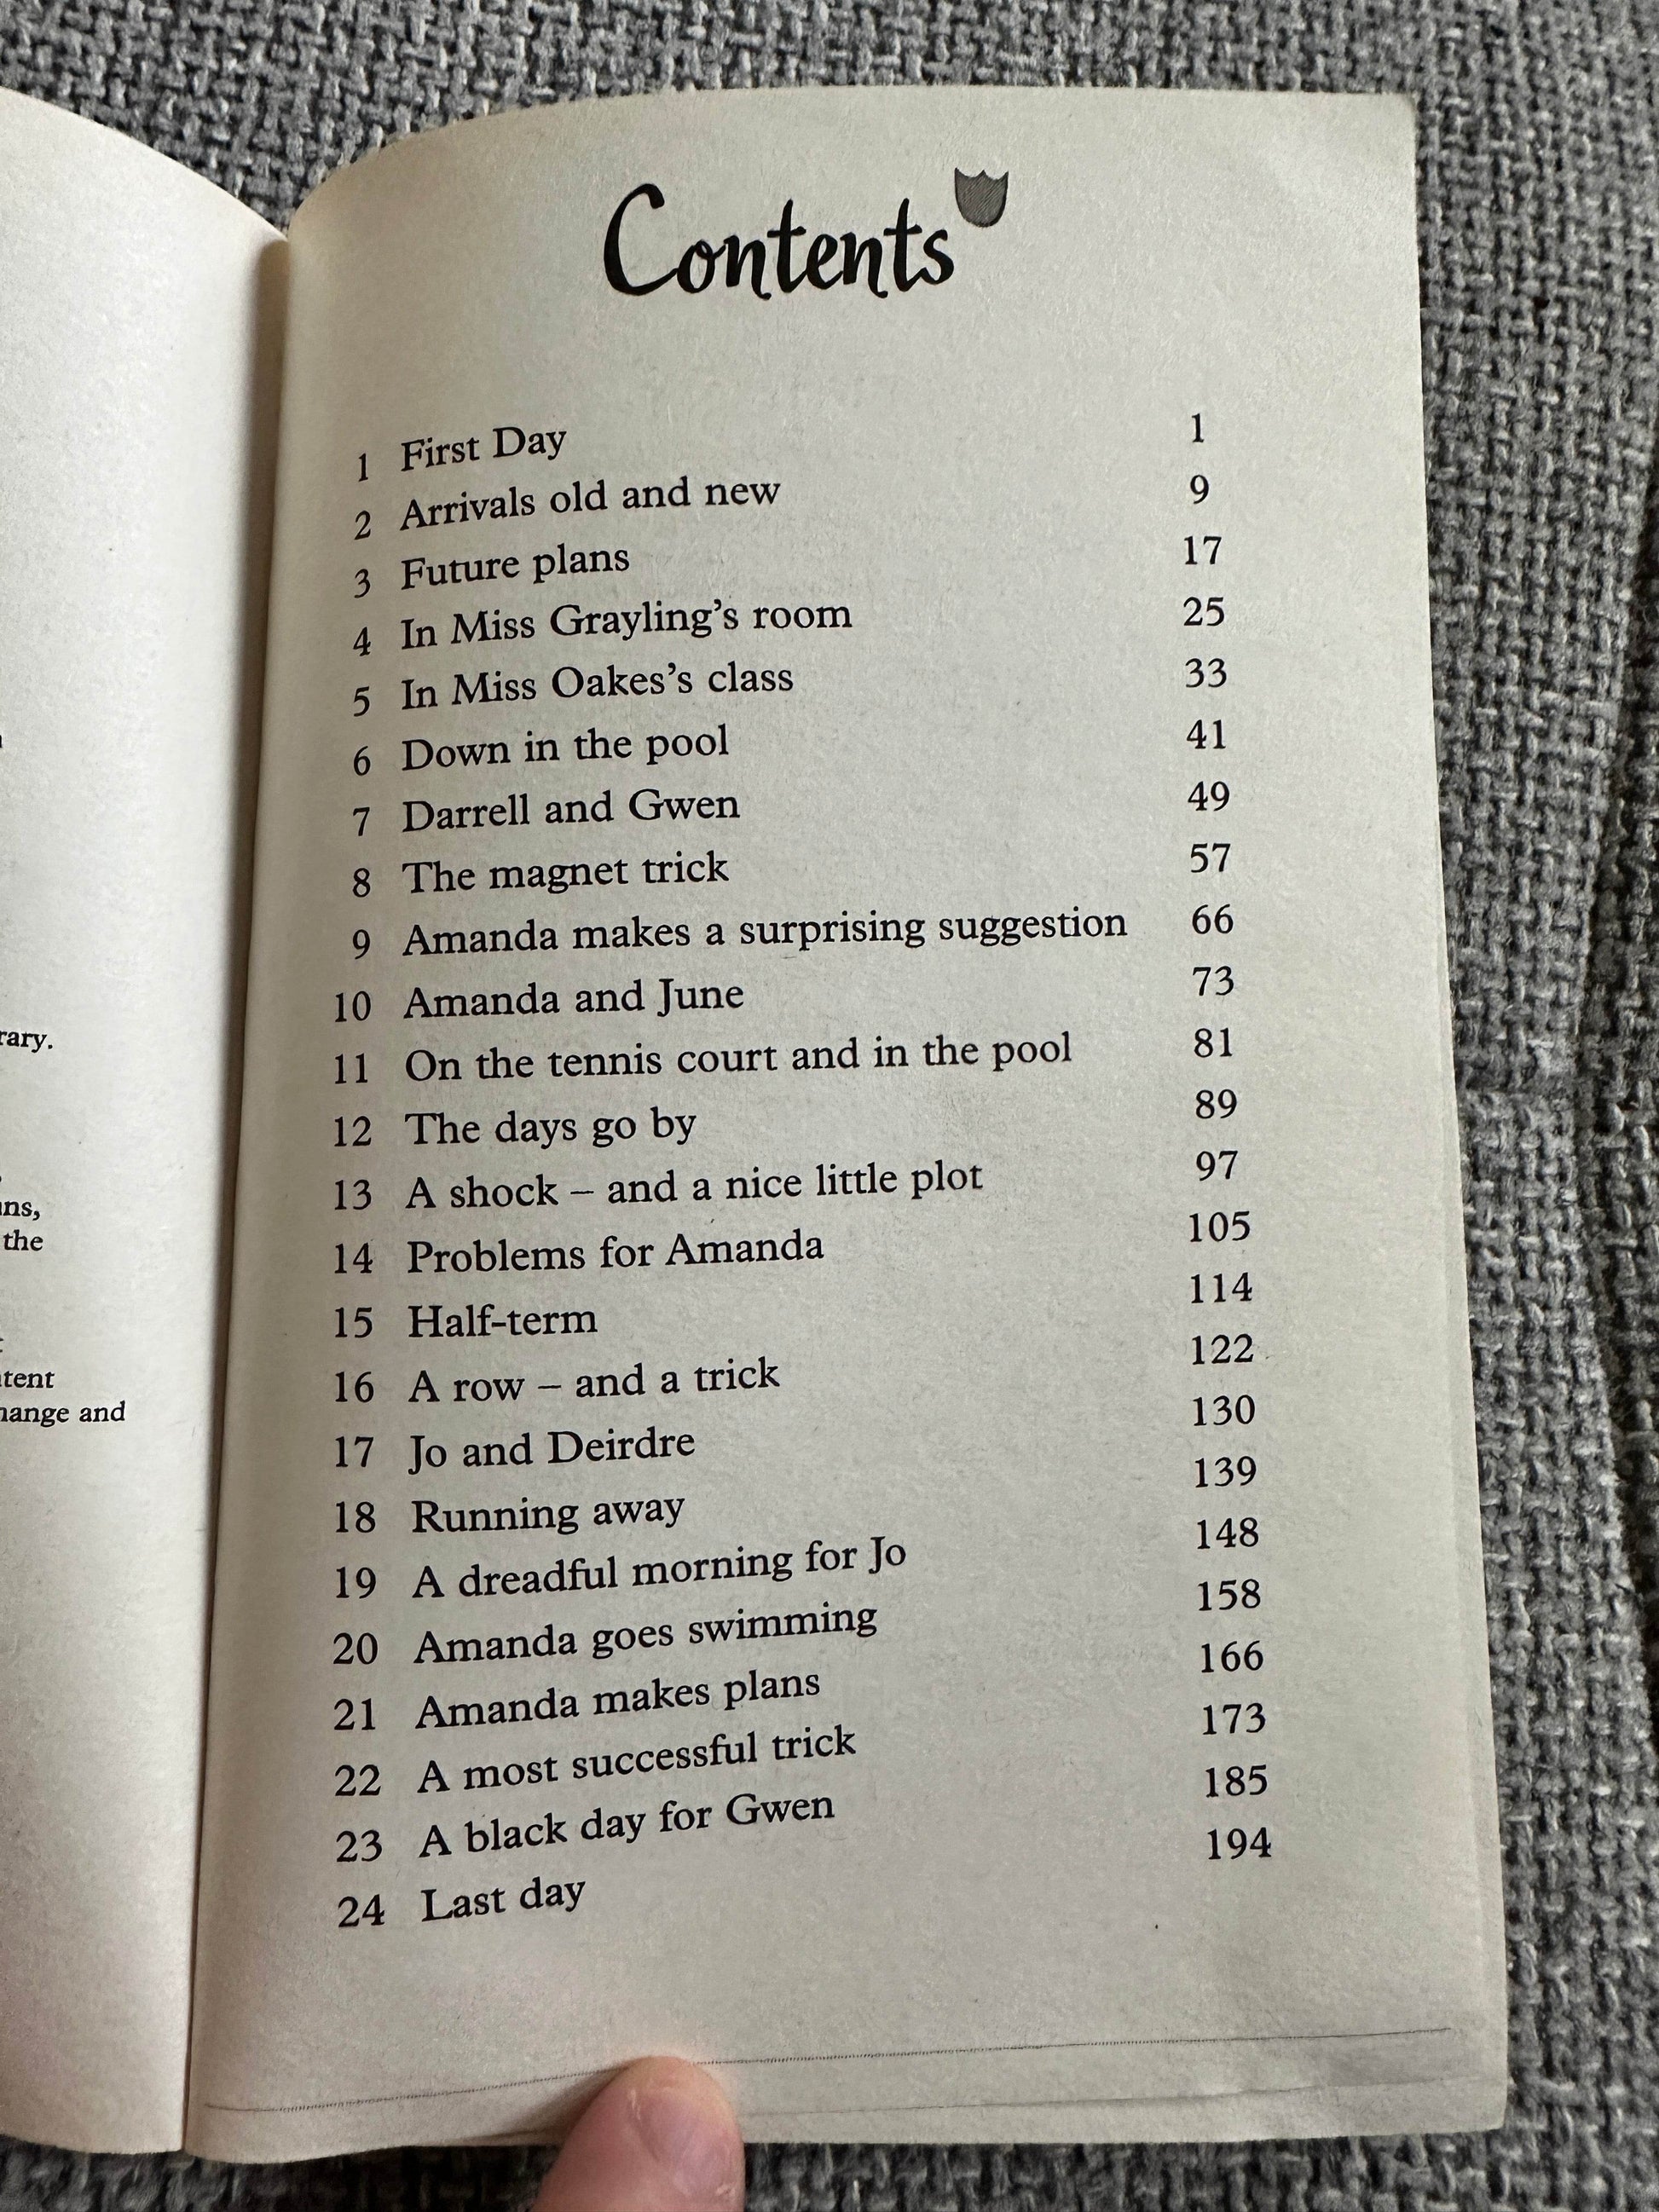 rary.
ns,
the
tent
hange and
Contents
1 First Day 1
2 Arrivals old and new 9
3 Future plans 17
4 In Miss Grayling’s room 25
5 In Miss Oakes’s class 33
6 Down in the pool 41
7 Darrell and Gwen 49
8 The magnet trick 57
9 Amanda makes a surprising suggestion 66
10 Amanda and June 73
11 On the tennis court and in the pool 81
12 The days go by 89
13 A shock – and a nice little plot 97
14 Problems for Amanda 105
15 Half-term 114
16 A row – and a trick 122
17 Jo and Deirdre 130
18 Running away 139
19 A dreadful morning for Jo 148
20 Amanda goes swimming 158
21 Amanda makes plans 166
22 A most successful trick 173
23 A black day for Gwen 185
24 Last day 194